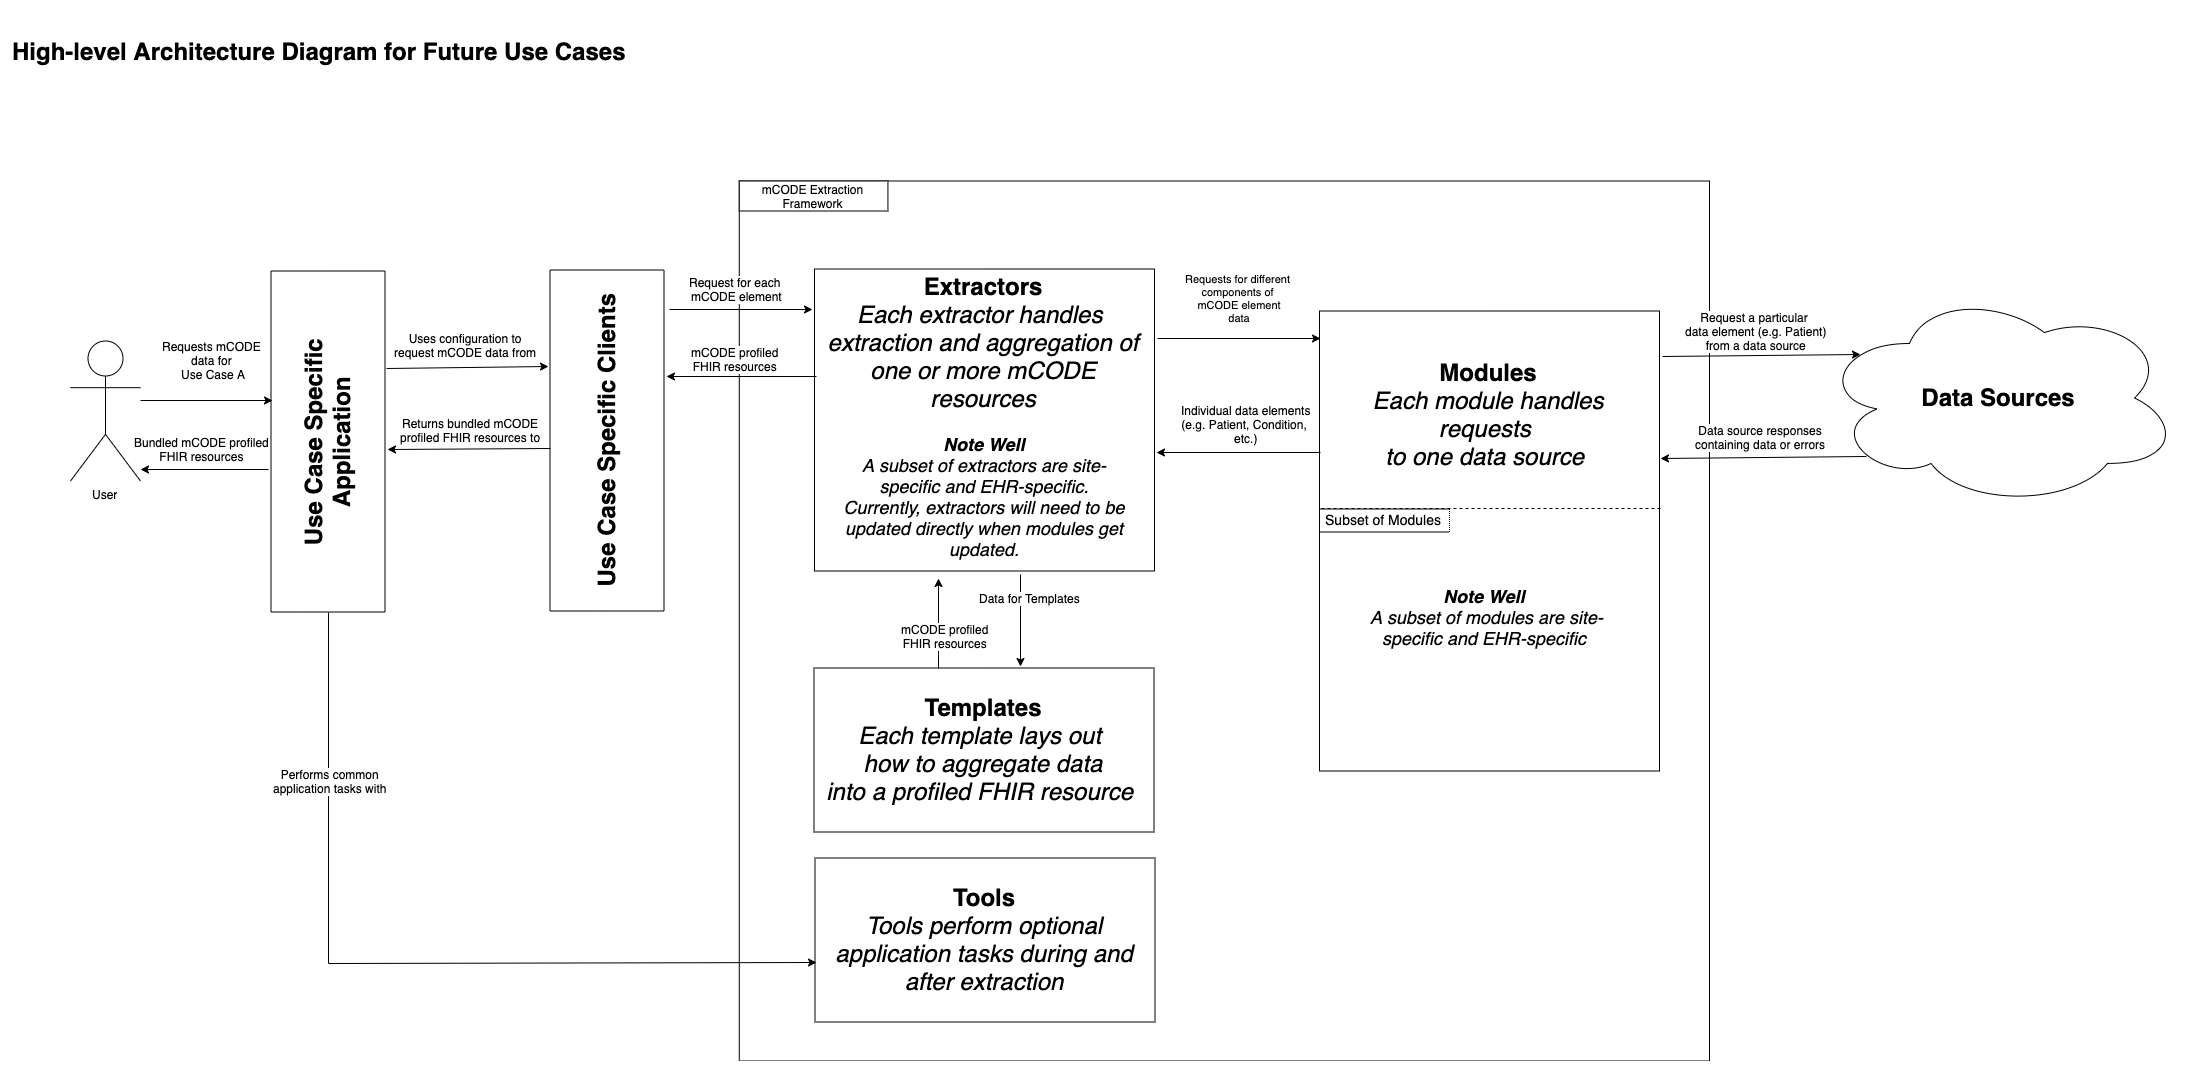 High-level Architecture Diagram for Future Use Cases
mCODE Extraction
Framework
Requests mCODE
data for
Use Case A
Bundled mCODE profiled
FHIR resources
User
Use Case Specific
Application
Uses configuration to
request mCODE data from
Returns bundled mCODE
profiled FHIR resources to
Use Case Specific Clients
Request for each
mCODE element
mCODE profiled
FHIR resources
Extractors
Each extractor handles
extraction and aggregation of
one or more mCODE
resources
Note Well
A subset of extractors are site-
specific and EHR-specific.
Currently, extractors will need to be
updated directly when modules get
updated.
Requests for different
components of
mCODE element
data
Individual data elements
(e.g. Patient, Condition,
etc.)
Modules
Each module handles
requests
to one data source
Subset of Modules
Note Well
A subset of modules are site-
specific and EHR-specific
Request a particular
data element (e.g. Patient)
from a data source
Data source responses
containing data or errors
Data Sources
Data for Templates
mCODE profiled
FHIR resources
Templates
Each template lays out
how to aggregate data
into a profiled FHIR resource
Performs common
application tasks with
Tools
Tools perform optional
application tasks during and
after extraction